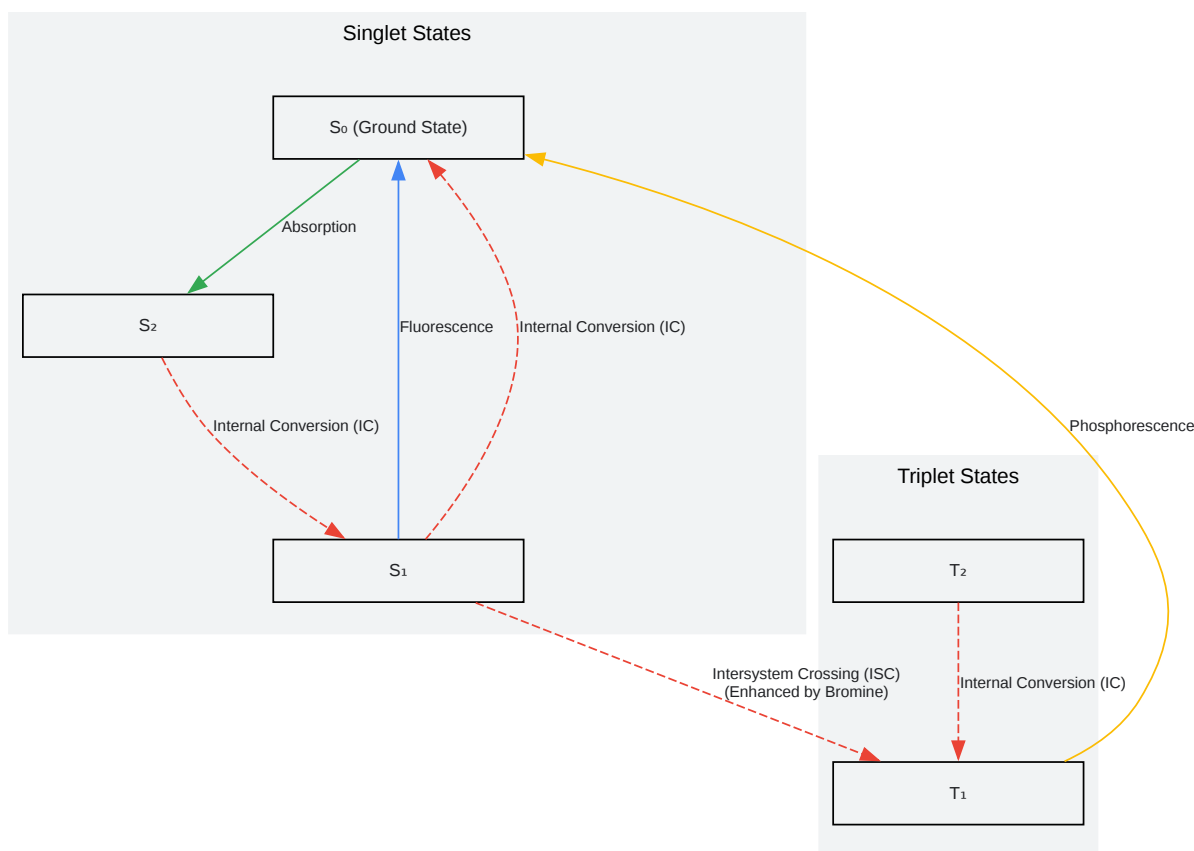 Singlet States
S₀ (Ground State)
Absorption
S₂
Fluorescence
Internal Conversion (IC)
Internal Conversion (IC)
Phosphorescence
Triplet States
S₁
T₂
Intersystem Crossing (ISC)
(Enhanced by Bromine)
Internal Conversion (IC)
T₁